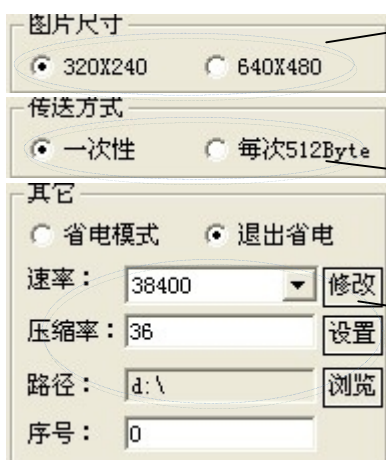 图片尺寸
320X240 640X480
传送方式
一次性 每次512Byte
其它
省电模式 退出省电
速率： 38400 修改
压缩率： 36 设置
路径： d:\ 浏览
序号： 0